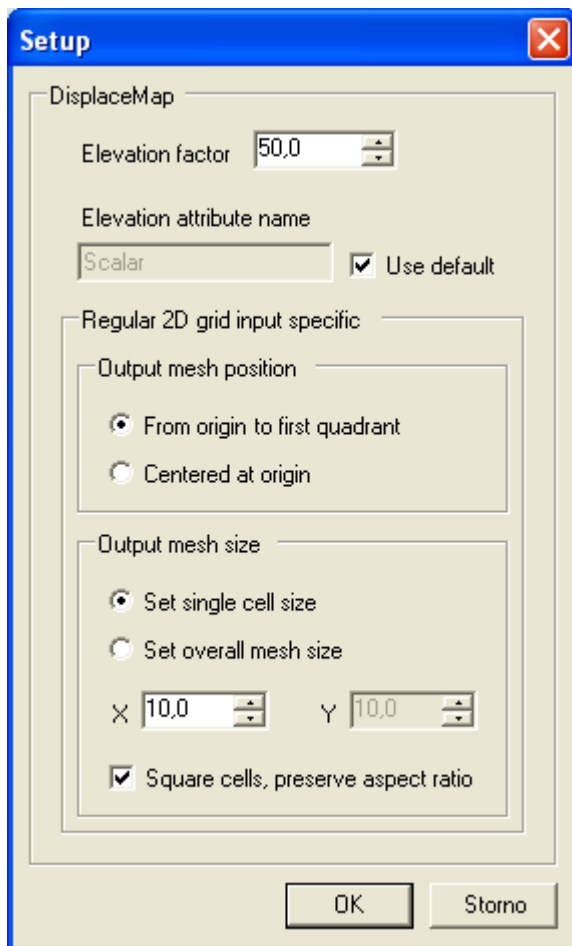 Setup
DisplaceMap
Elevation factor 50,0
Elevation attribute name
Scalar Use default
Regular 2D grid input specific
Output mesh position
From origin to first quadrant
Centered at origin
Output mesh size
Set single cell size
Set overall mesh size
X 10,0 Y 10,0
Square cells, preserve aspect ratio
OK Storno